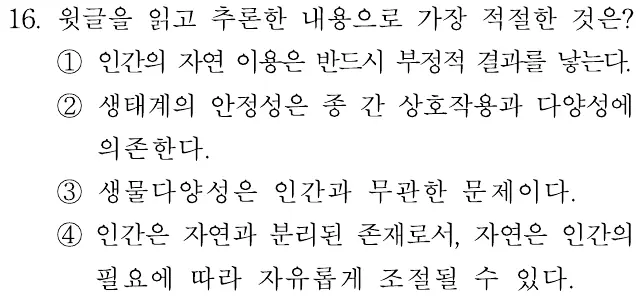 16. 윗글을 읽고 추론한 내용으로 가장 적절한 것은?
① 인간의 자연 이용은 반드시 부정적 결과를 낳는다.
② 생태계의 안정성은 종 간 상호작용과 다양성에
의존한다.
③ 생물다양성은 인간과 무관한 문제이다.
④ 인간은 자연과 분리된 존재로서, 자연은 인간의
필요에 따라 자유롭게 조절될 수 있다.